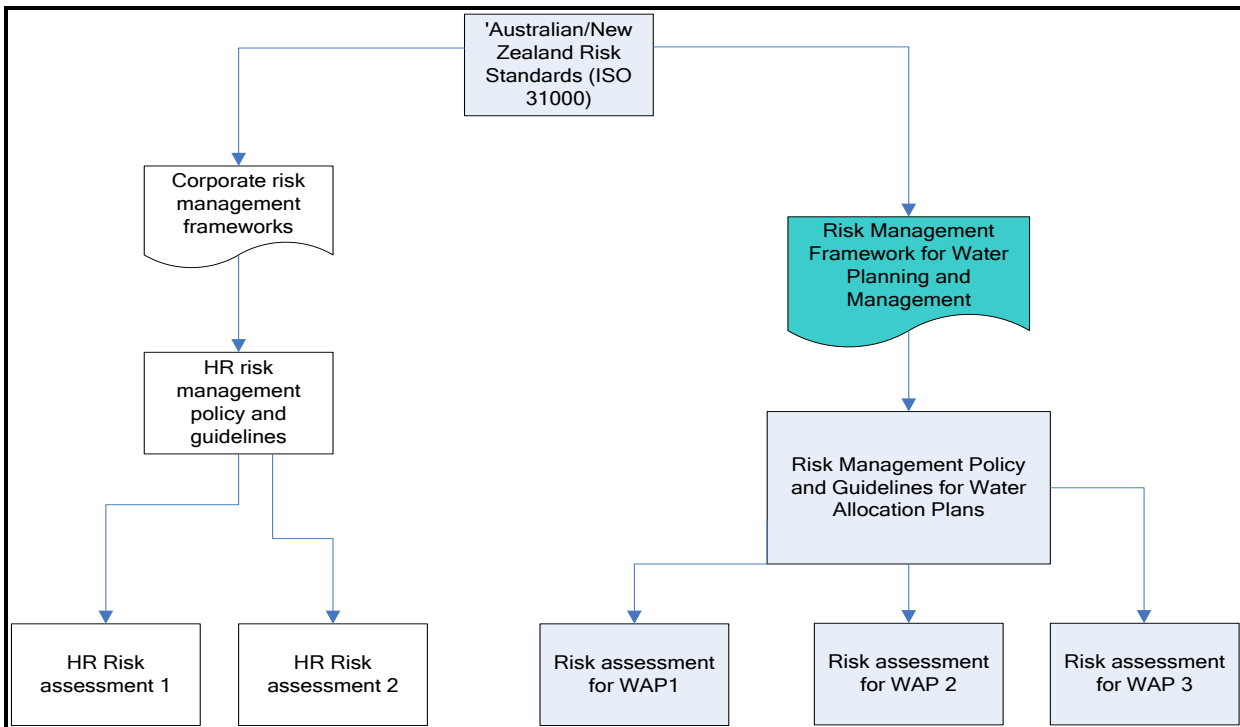 'Australian/New
Zealand Risk
Standards (ISO
31000)
Corporate risk
management
frameworks
Risk Management
Framework for Water
Planning and
Management
HR risk
management
policy and
guidelines
Risk Management Policy
and Guidelines for Water
Allocation Plans
HR Risk
assessment 1
HR Risk
assessment 2
Risk assessment
for WAP1
Risk assessment
for WAP 2
Risk assessment
for WAP 3